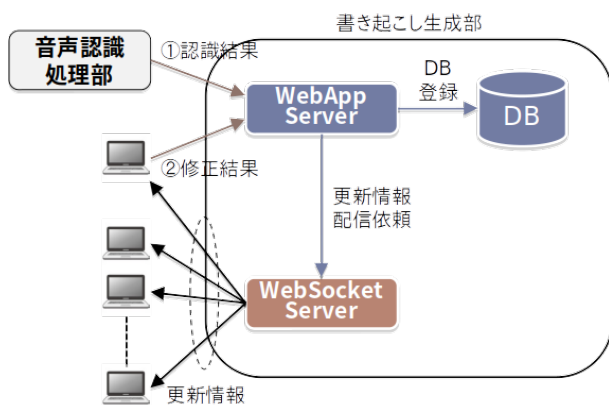 書き起こし生成部
音声認識
処理部
①認識結果
WebApp
Server
DB
登録
DB
②修正結果
更新情報
配信依頼
WebSocket
Server
更新情報